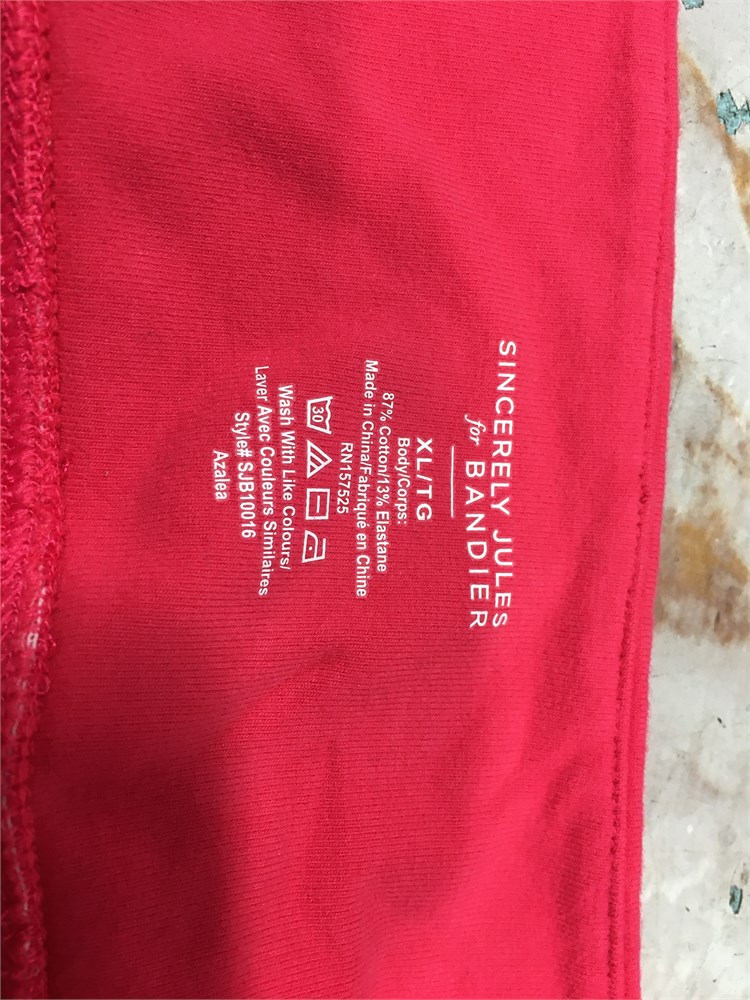 SINCERELY JULES
for BANDIER
XL/TG
Body/Corps:
87% Cotton/13% Elastane
Made in China/Fabriqué en Chine
RN157525
30
Wash With Like Colours/
Laver Avec Couleurs Similaires
Style# SJB10016
Azalea